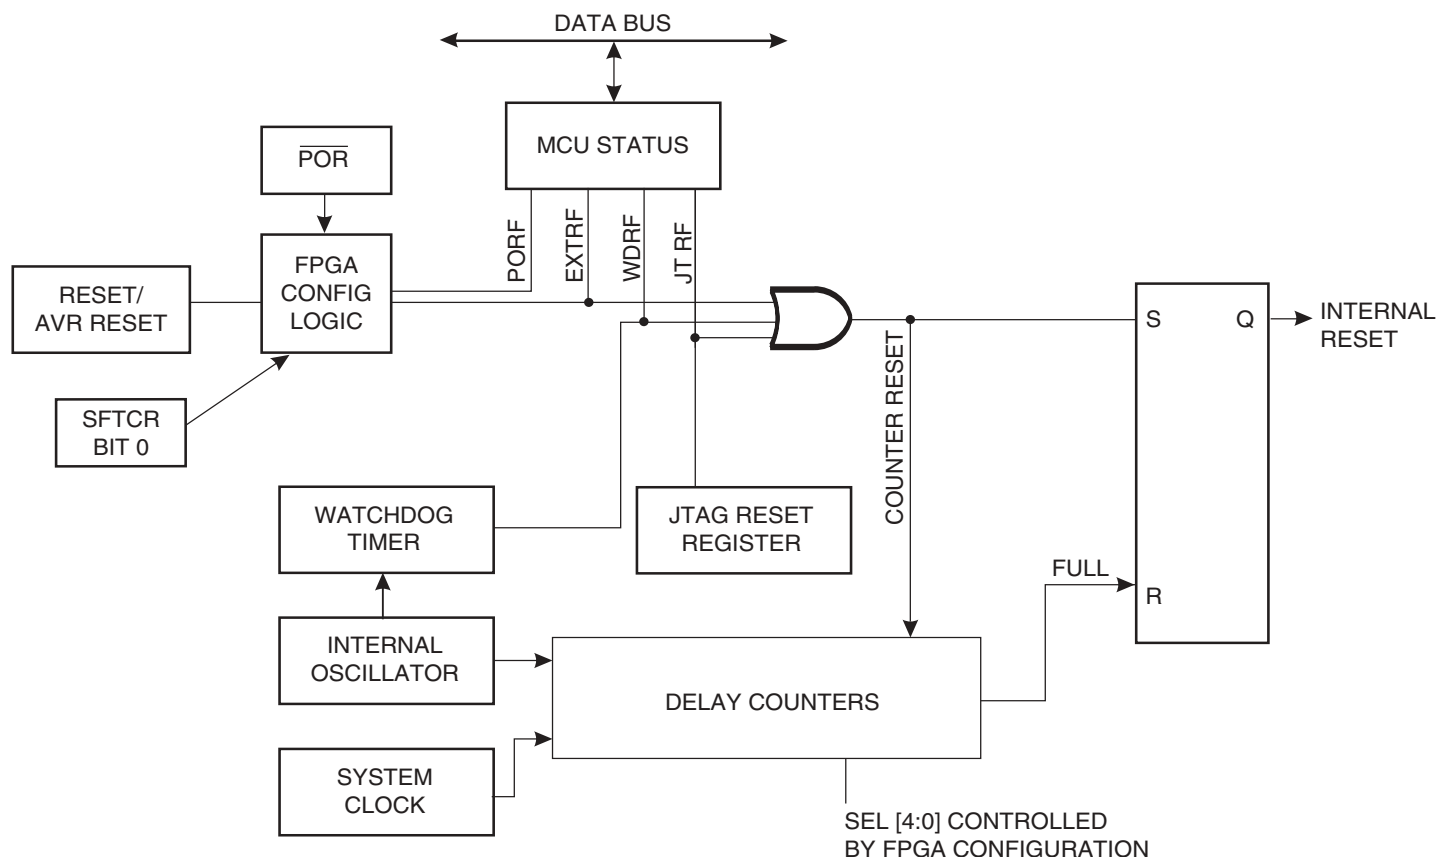 DATA BUS
MCU STATUS
POR
PORF
EXTRF
WDRF
JT RF
FPGA
CONFIG
LOGIC
RESET/
AVR RESET
SFTCR
BIT 0
S
Q
INTERNAL
RESET
COUNTER RESET
WATCHDOG
TIMER
JTAG RESET
REGISTER
FULL
R
INTERNAL
OSCILLATOR
DELAY COUNTERS
SYSTEM
CLOCK
SEL [4:0] CONTROLLED
BY FPGA CONFIGURATION